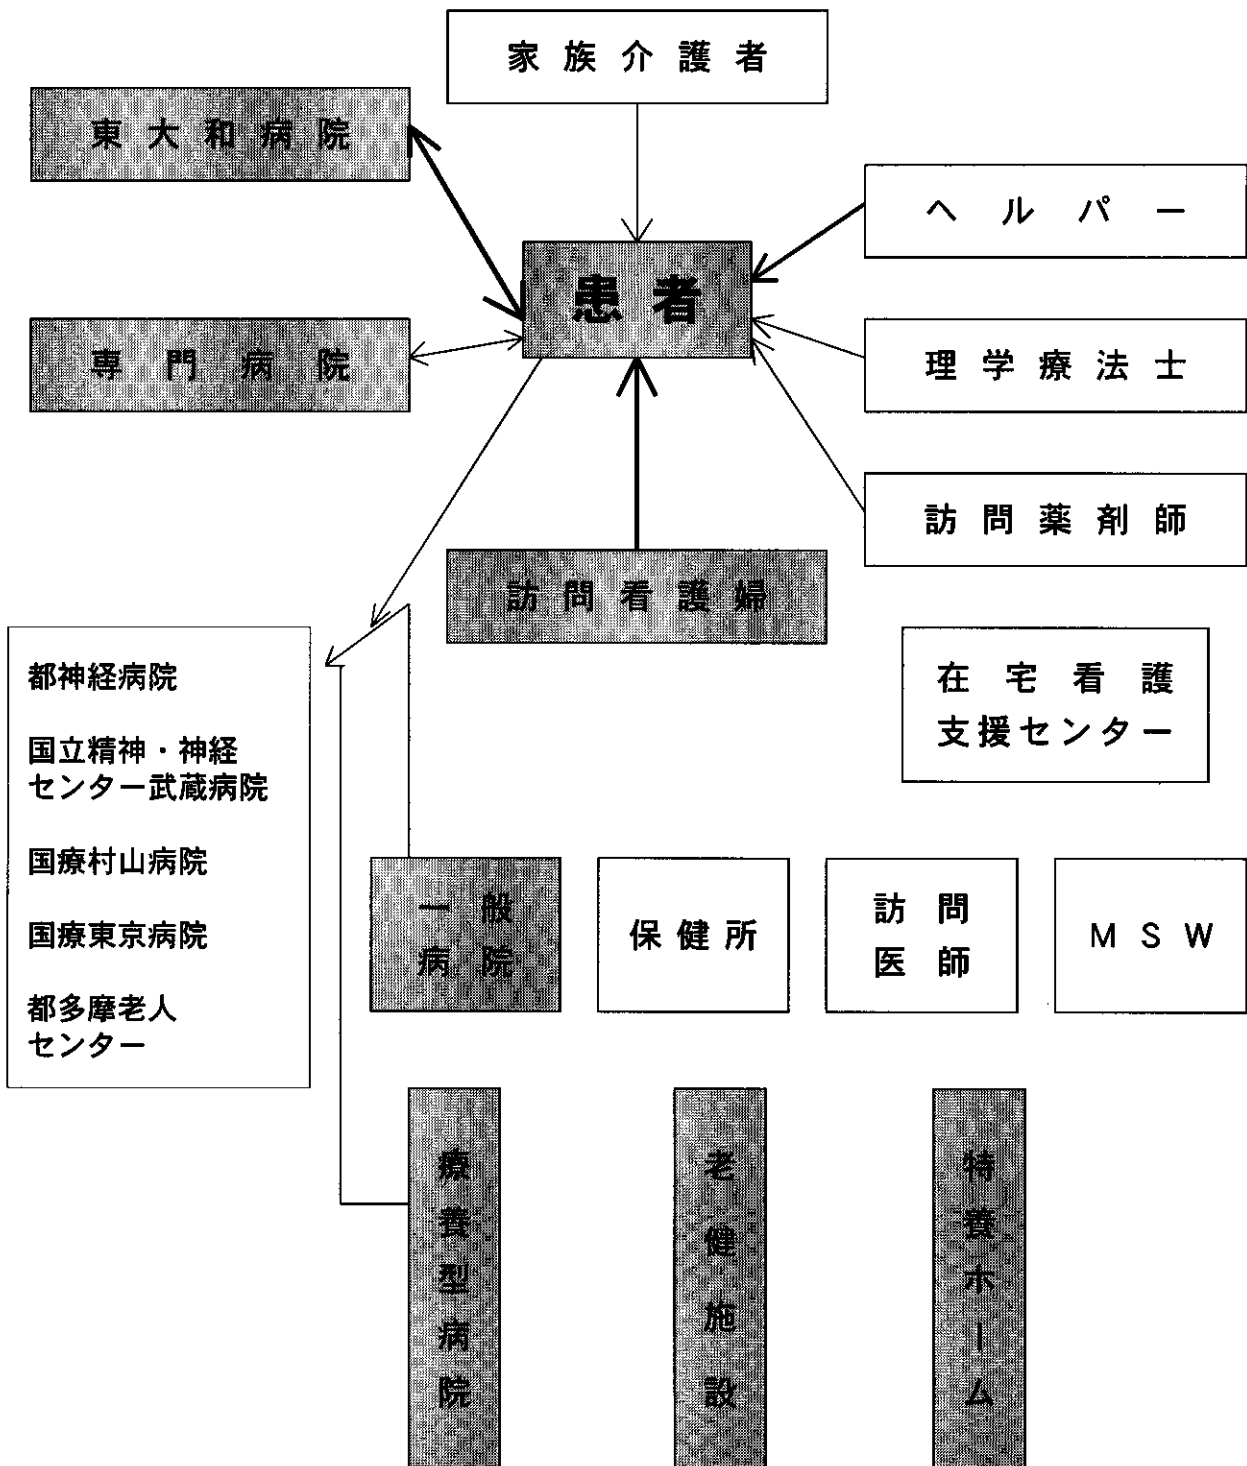 家族介護者
東大和病院
ヘルパー
患者
専門病院
理学療法士
訪問薬剤師
訪問看護婦
都神経病院
国立精神・神経
センター武蔵病院
国療村山病院
国療東京病院
都多摩老人
センター
在宅看護
支援センター
一般
病院
保健所
訪問
医師
MSW
療養型病院
老健施設
特養ホーム